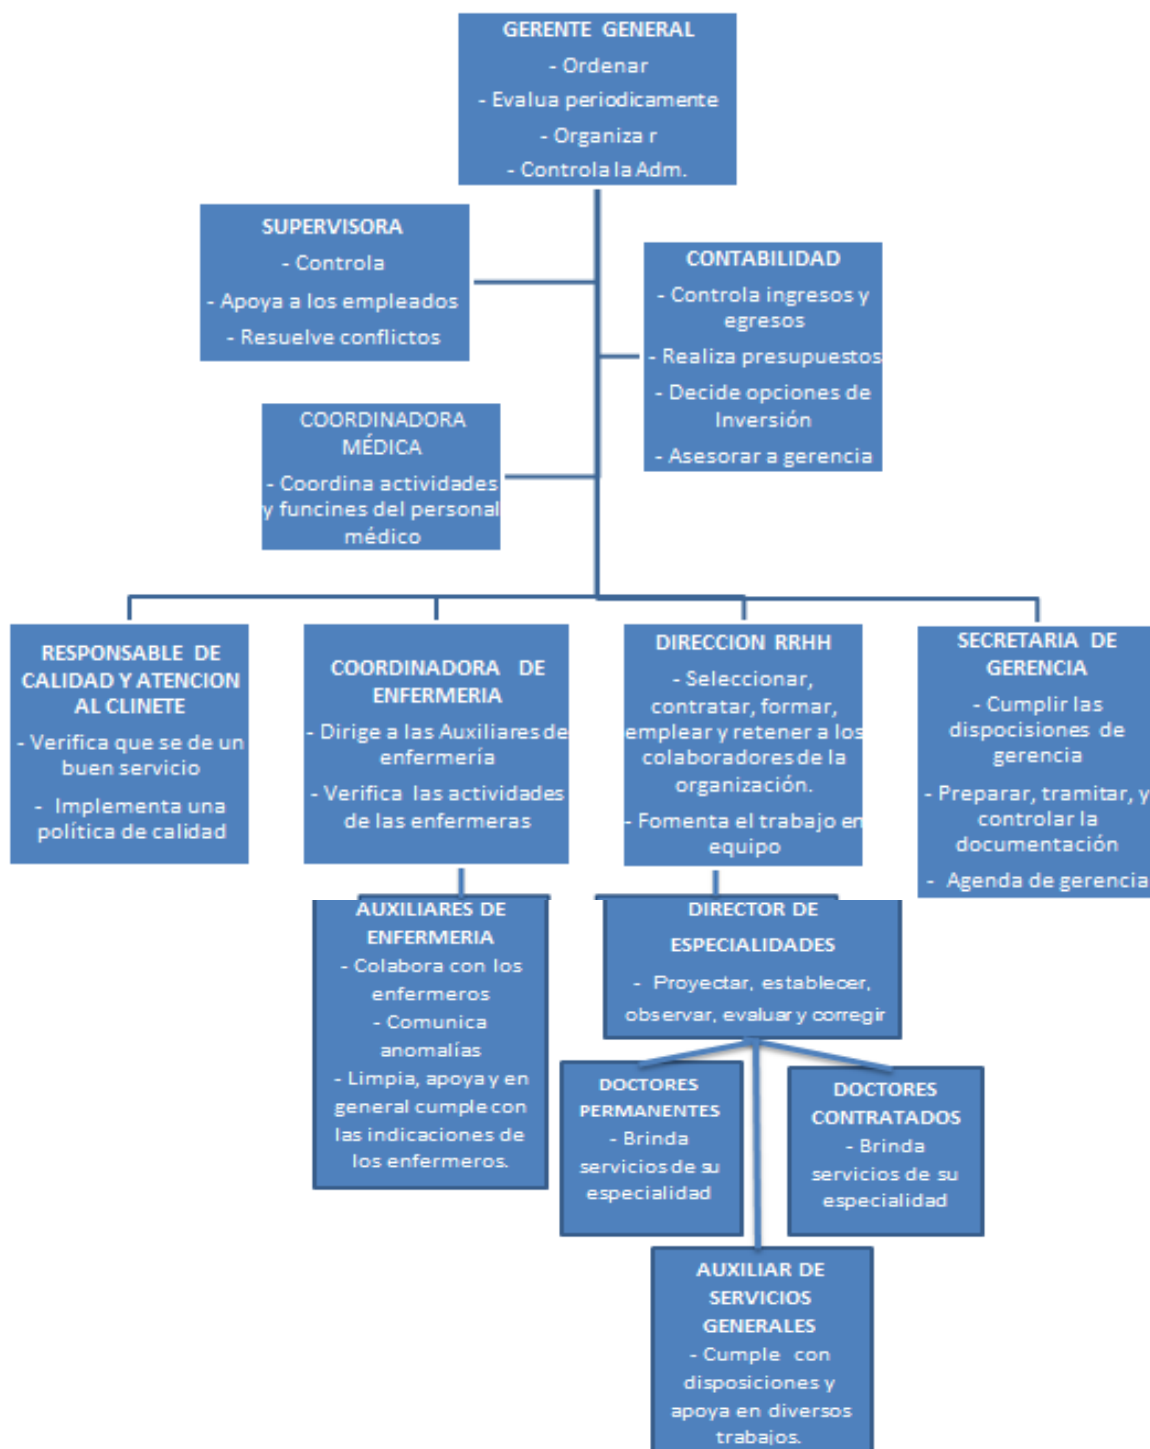 GERENTE GENERAL
- Ordenar
- Evalua periodicamente
- Organiza r
- Controla la Adm.
SUPERVISORA
- Controla
- Apoya a los empleados
- Resuelve conflictos
CONTABILIDAD
- Controla ingresos y
egresos
- Realiza presupuestos
- Decide opciones de
Inversión
- Asesorar a gerencia
COORDINADORA
MÉDICA
- Coordina actividades
y funcines del personal
médico
RESPONSABLE DE
CALIDAD Y ATENCION
AL CLINETE
- Verifica que se de un
buen servicio
- Implementa una
política de calidad
COORDINADORA DE
ENFERMERIA
- Dirige a las Auxiliares de
enfermería
- Verifica las actividades
de las enfermeras
DIRECCION RRHH
- Seleccionar,
contratar, formar,
emplear y retener a los
colaboradores de la
organización.
- Fomenta el trabajo en
equipo
SECRETARIA DE
GERENCIA
- Cumplir las
dispocisiones de
gerencia
- Preparar, tramitar, y
controlar la
documentación
- Agenda de gerencia
AUXILIARES DE
ENFERMERIA
- Colabora con los
enfermeros
- Comunica
anomalías
- Limpia, apoya y en
general cumple con
las indicaciones de
los enfermeros.
DIRECTOR DE
ESPECIALIDADES
- Proyectar, establecer,
observar, evaluar y corregir
DOCTORES
PERMANENTES
- Brinda
servicios de su
especialidad
DOCTORES
CONTRATADOS
- Brinda
servicios de su
especialidad
AUXILIAR DE
SERVICIOS
GENERALES
- Cumple con
disposiciones y
apoya en diversos
trabajos.